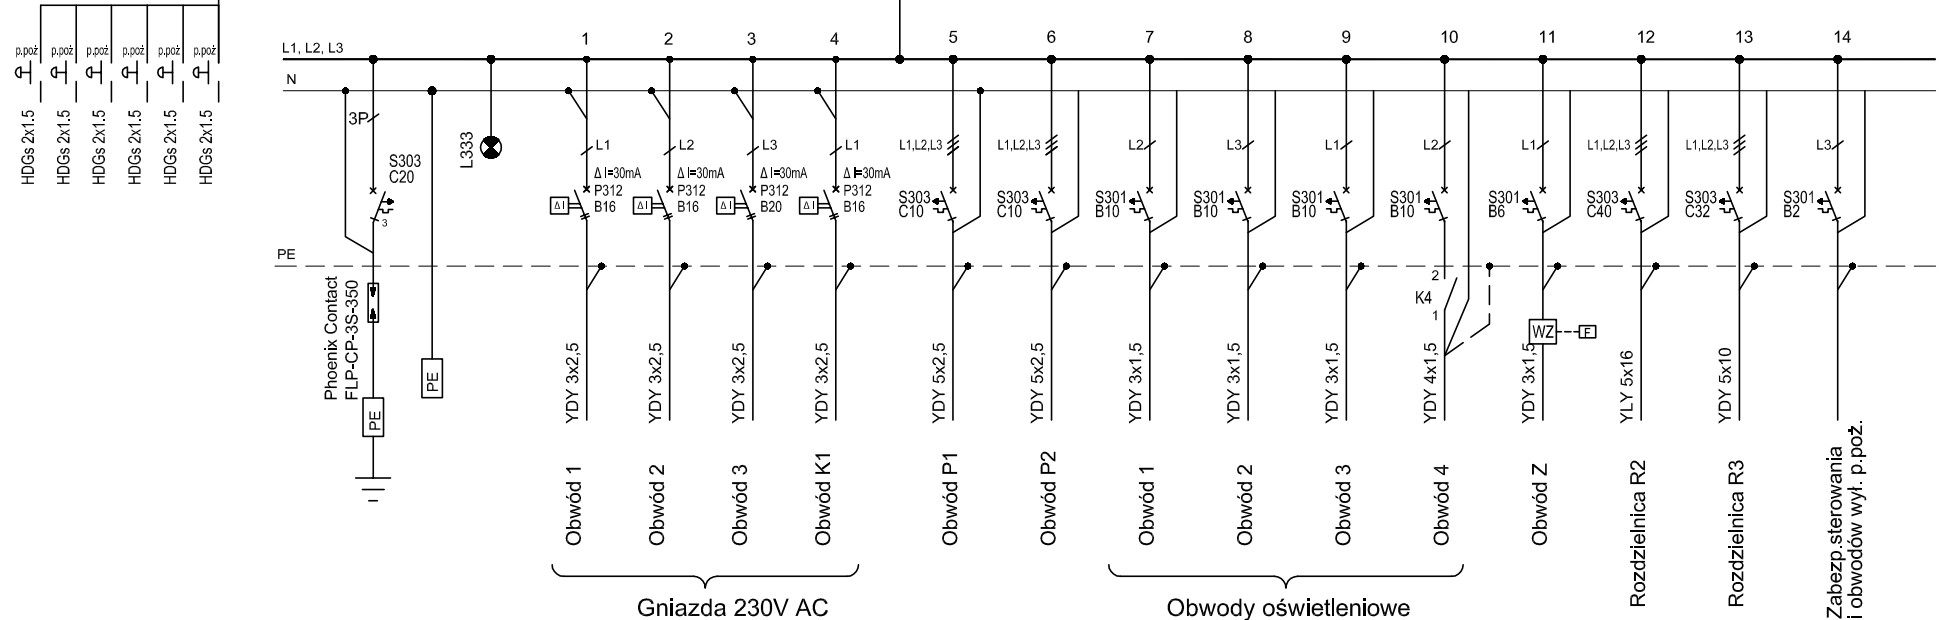 p.poż p.poż p.poż p.poż p.poż p.poż
HDGs 2x1.5
HDGs 2x1.5
HDGs 2x1.5
HDGs 2x1.5
HDGs 2x1.5
HDGs 2x1.5
1 2 3 4 5 6 7 8 9 10 11 12 13 14
L1, L2, L3
N
3P
S303
C20
3
PE
Phoenix Contact
FLP-CP-3S-350
PE
PE
L333
L1
Δ I=30mA
P312
B16
Δ I
YDY 3x2,5
Obwód 1
L2
Δ I=30mA
P312
B16
Δ I
YDY 3x2,5
Obwód 2
L3
Δ I=30mA
P312
B20
Δ I
YDY 3x2,5
Obwód 3
L1
Δ I=30mA
P312
B16
Δ I
YDY 3x2,5
Obwód K1
Gniazda 230V AC
L1,L2,L3
S303
C10
YDY 5x2,5
Obwód P1
L1,L2,L3
S303
C10
YDY 5x2,5
Obwód P2
L2
S301
B10
YDY 3x1,5
Obwód 1
L3
S301
B10
YDY 3x1,5
Obwód 2
L1
S301
B10
YDY 3x1,5
Obwód 3
L2
S301
B10
2
K4
1
YDY 4x1,5
Obwód 4
Obwody oświetleniowe
L1
S301
B6
WZ
F
YDY 3x1,5
Obwód Z
L1,L2,L3
S303
C40
YLY 5x16
Rozdzielnica R2
L1,L2,L3
S303
C32
YDY 5x10
Rozdzielnica R3
L3
S301
B2
Zabezp.sterowania
i obwodów wył. p.poż.